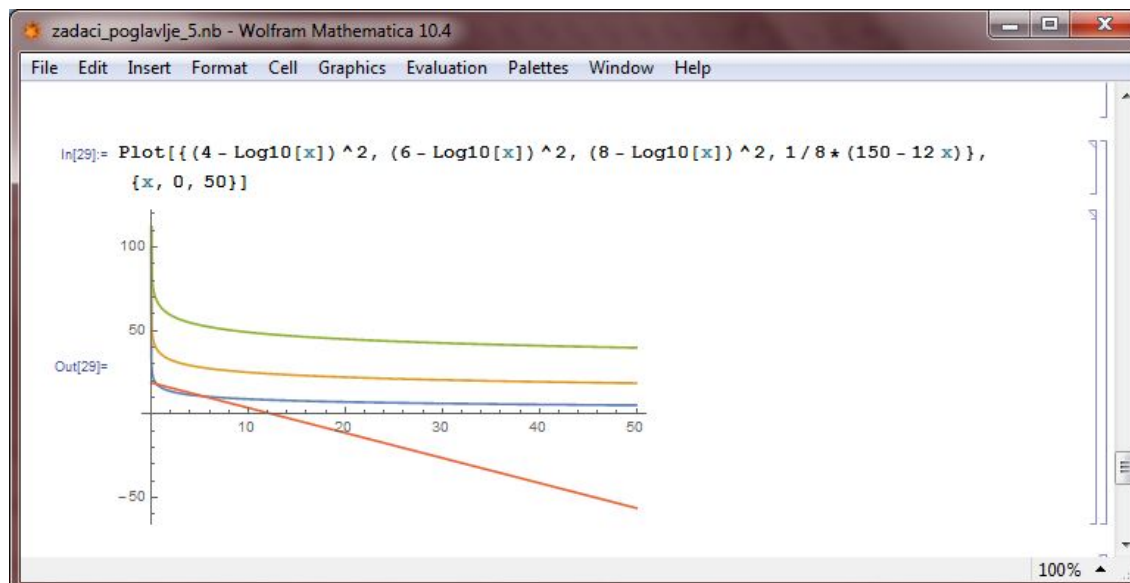 zadaci_poglavlje_5.nb - Wolfram Mathematica 10.4
File Edit Insert Format Cell Graphics Evaluation Palettes Window Help
In[29]:= Plot[{(4 - Log10[x])^2, (6 - Log10[x])^2, (8 - Log10[x])^2, 1/8*(150 - 12 x)},
{x, 0, 50}]
100
50
Out[29]=
10 20 30 40 50
-50
100%